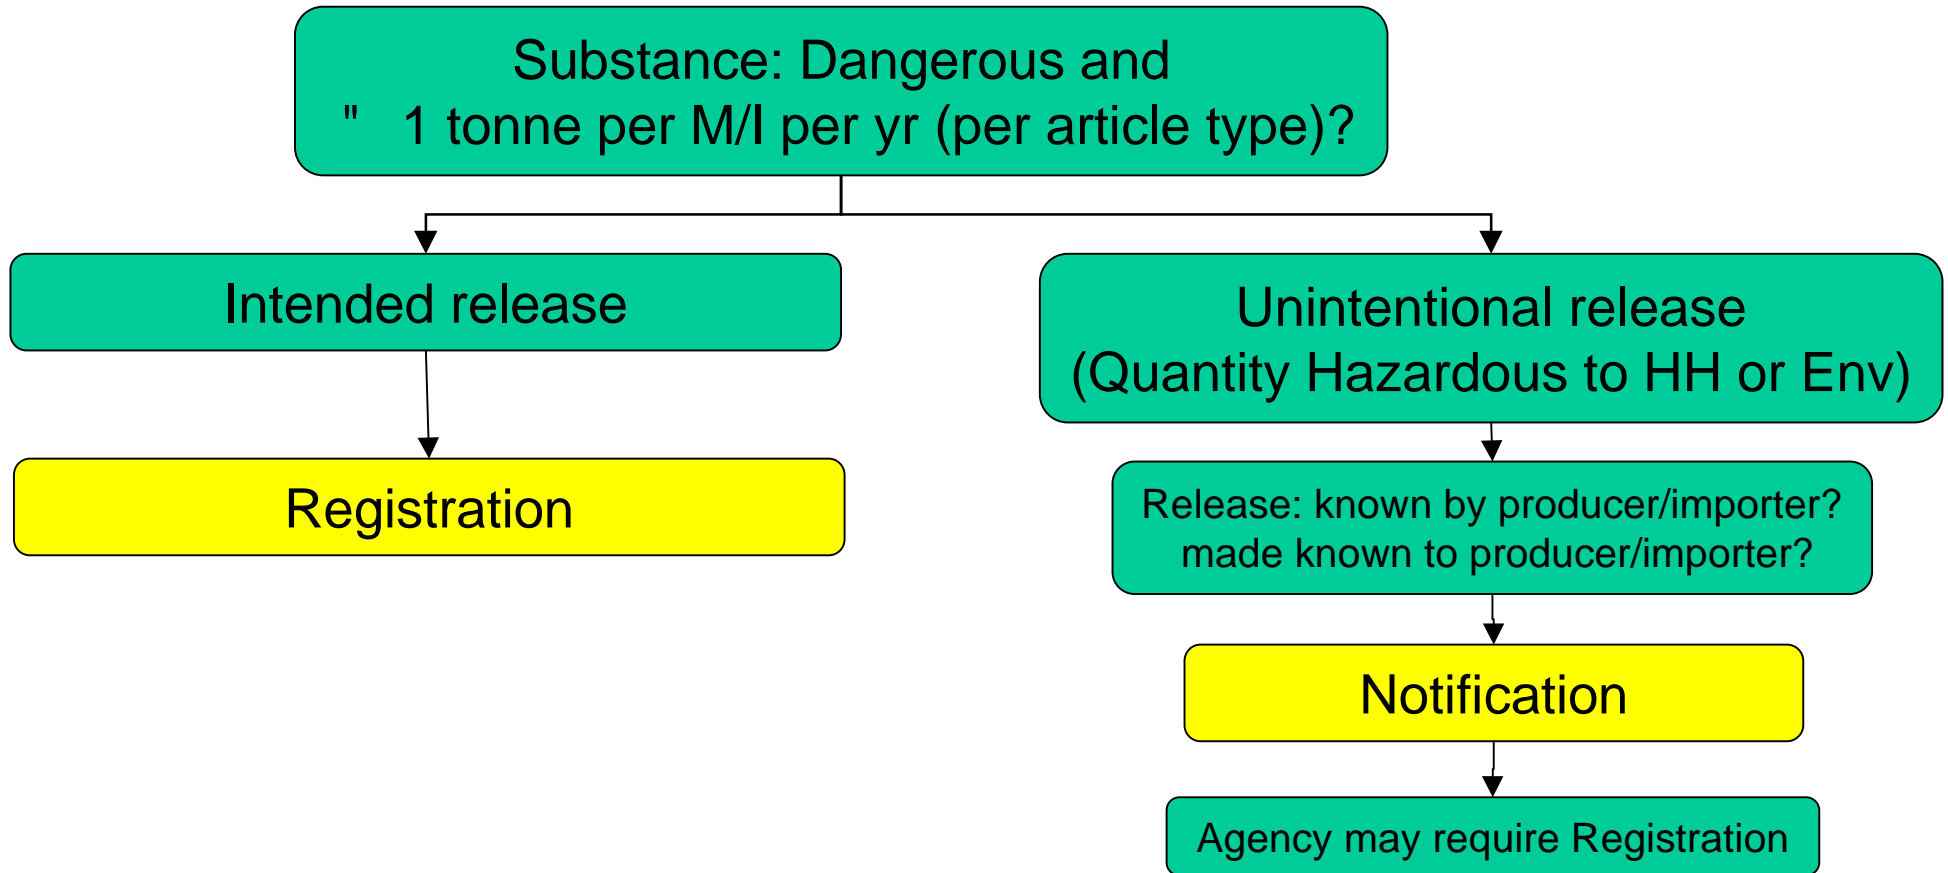 Substance: Dangerous and
" 1 tonne per M/I per yr (per article type)?
Intended release
Unintentional release
(Quantity Hazardous to HH or Env)
Registration
Release: known by producer/importer?
made known to producer/importer?
Notification
Agency may require Registration